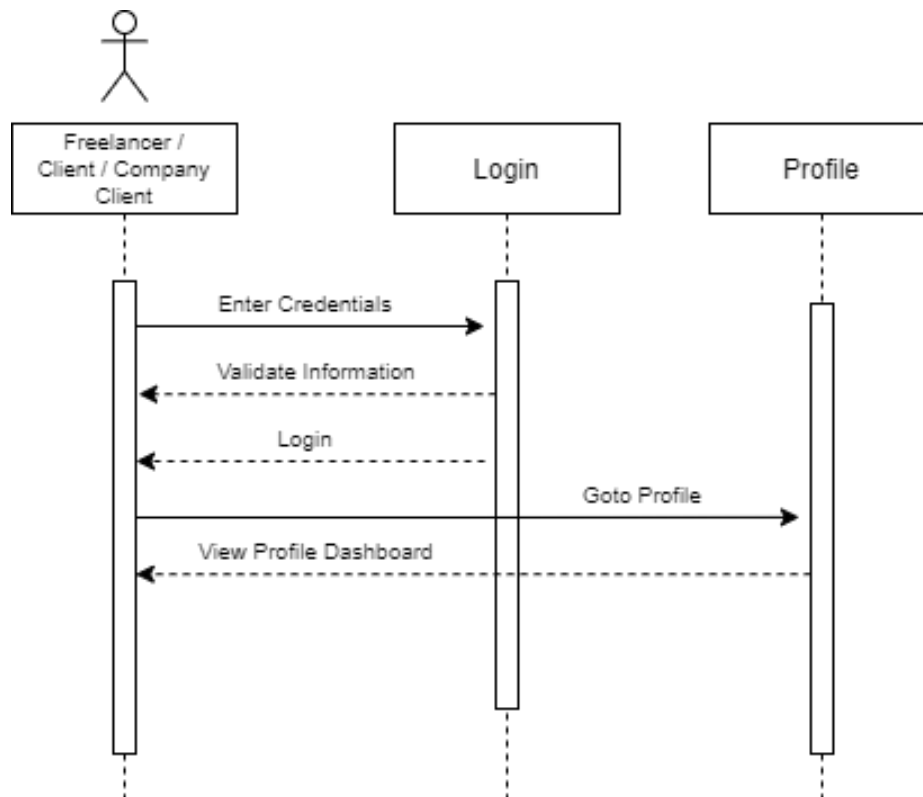 Freelancer /
Client / Company
Client
Login
Profile
Enter Credentials
Validate Information
Login
Goto Profile
View Profile Dashboard